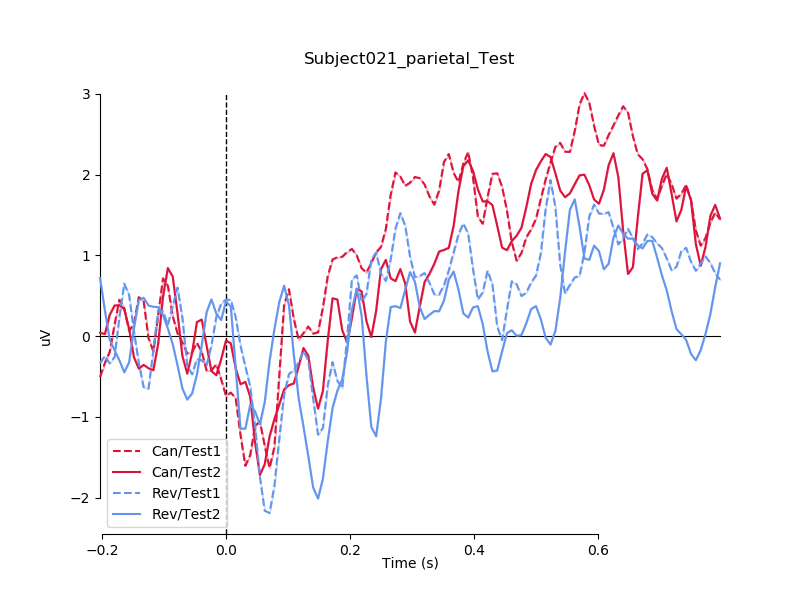 Subject021_parietal_Test
3
2
1
0
−1
−2
uV
Can/Test1
Can/Test2
Rev/Test1
Rev/Test2
−0.2 0.0 0.2 0.4 0.6
Time (s)